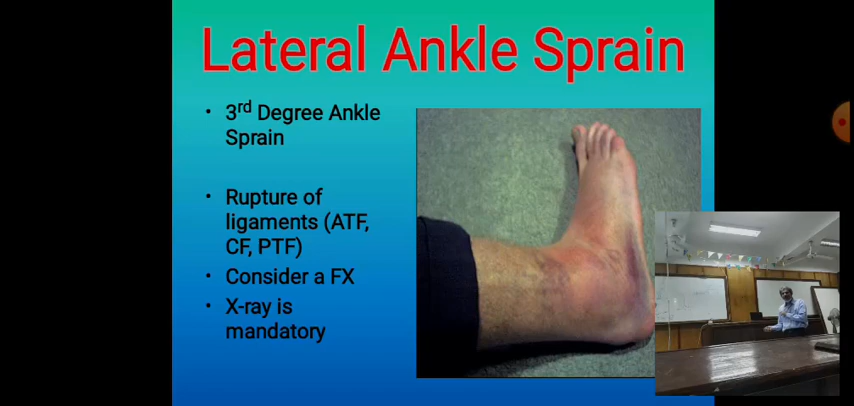 Lateral Ankle Sprain
• 3rd Degree Ankle
Sprain
• Rupture of
ligaments (ATF,
CF, PTF)
• Consider a FX
• X-ray is
mandatory